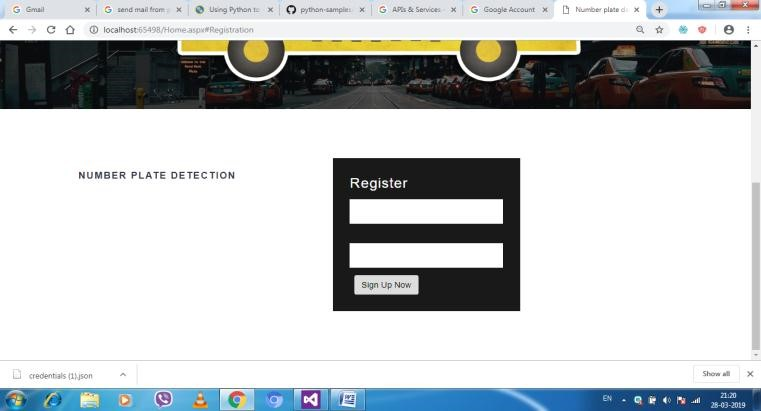 Gmail
send mail from p
Using Python to
python-samples
APIs & Services -
Google Account
Number plate de
localhost:65498/Home.aspx#Registration
NUMBER PLATE DETECTION
Register
Sign Up Now
credentials (1).json
Show all
EN
21:20
28-03-2019